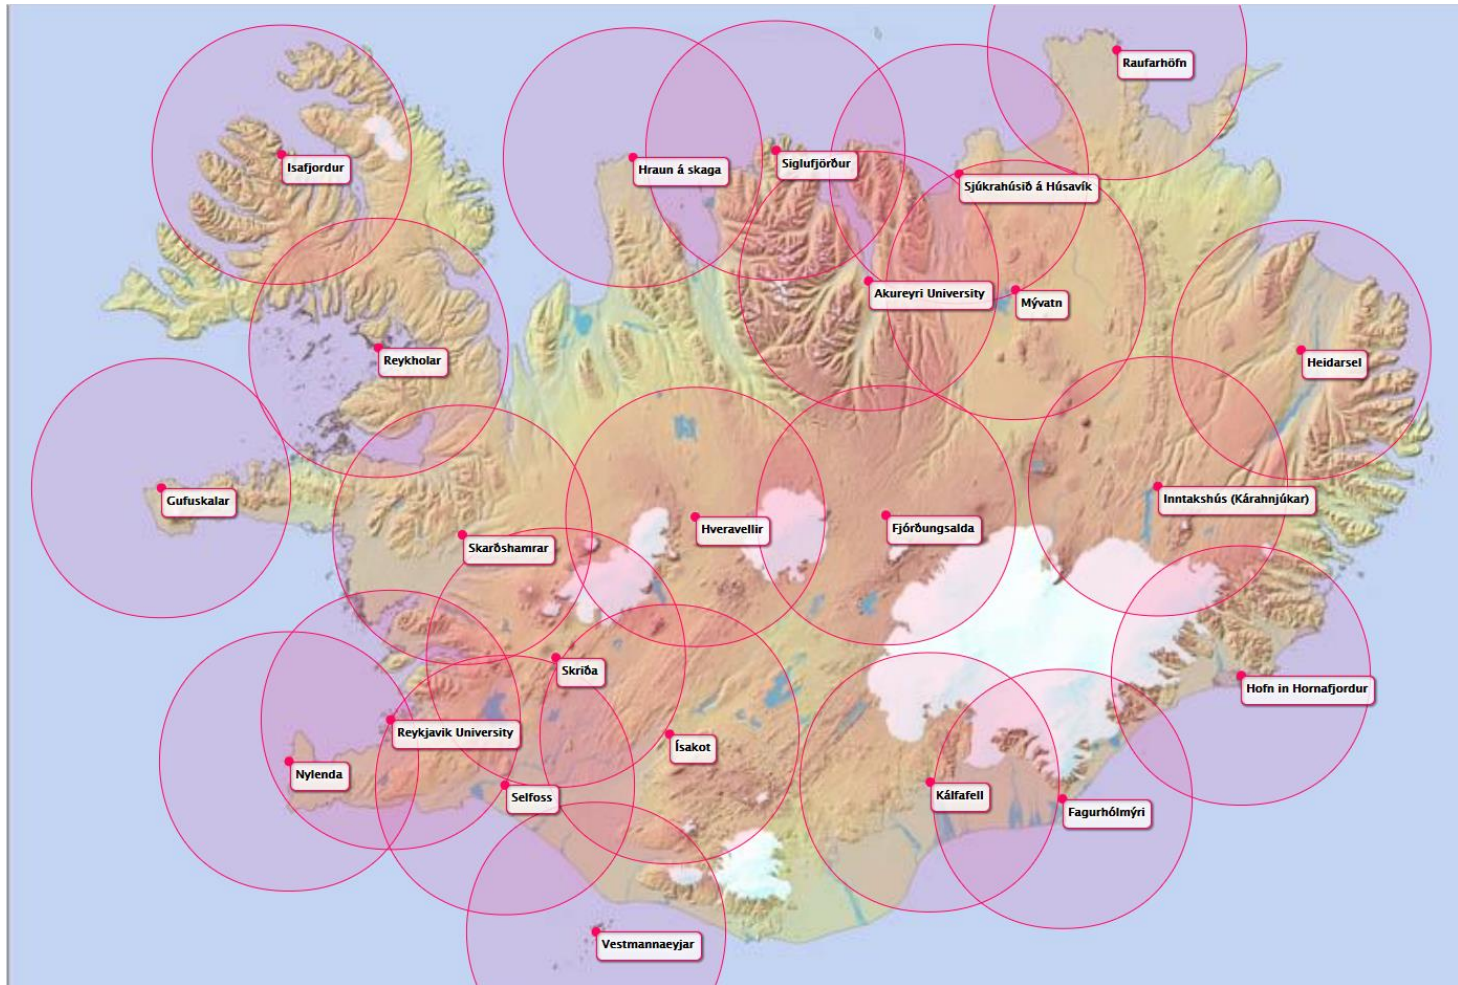 Raufarhöfn
Isafjordur
Hraun á skaga
Siglufjörður
Sjúkrahúsið á Húsavík
Akureyri University
Mývatn
Reykholar
Heidarsel
Gufuskalar
Inntakshús (Kárahnjúkar)
Hveravellir
Fjórðungsalda
Skarðshamrar
Skriða
Hofn in Hornafjordur
Reykjavik University
Ísakot
Nylenda
Selfoss
Kálfafell
Fagurhólmýri
Vestmannaeyjar